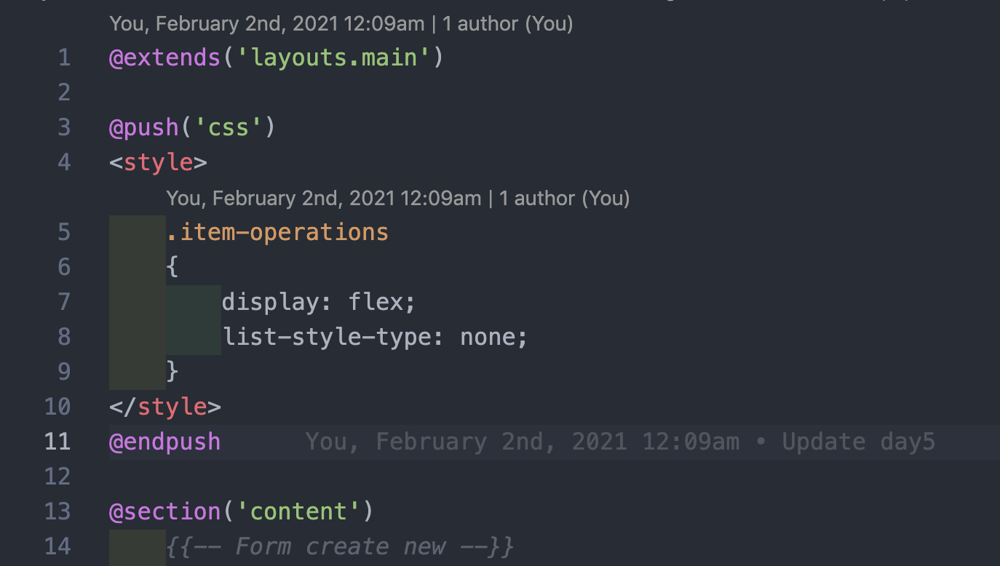 You, February 2nd, 2021 12:09am | 1 author (You)
1 @extends('layouts.main')
2
3 @push('css')
4 <style>
You, February 2nd, 2021 12:09am | 1 author (You)
5 .item-operations
6 {
7 display: flex;
8 list-style-type: none;
9 }
10 </style>
11 @endpush You, February 2nd, 2021 12:09am • Update day5
12
13 @section('content')
14 {{-- Form create new --}}